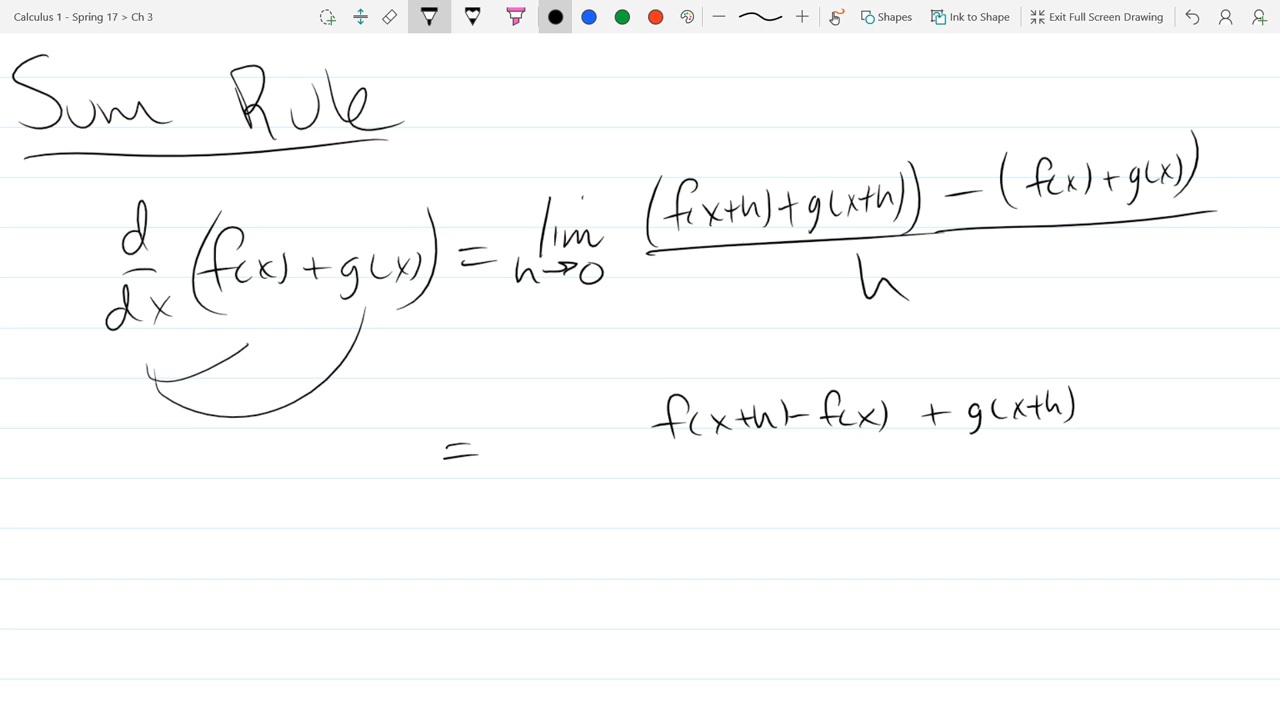 Calculus 1 - Spring 17 > Ch 3 Shapes Ink to Shape Exit Full Screen Drawing
Sum Rule
d/dx (f(x) + g(x)) = lim h→0 ((f(x+h) + g(x+h)) - (f(x) + g(x))) / h
= f(x+h) - f(x) + g(x+h)